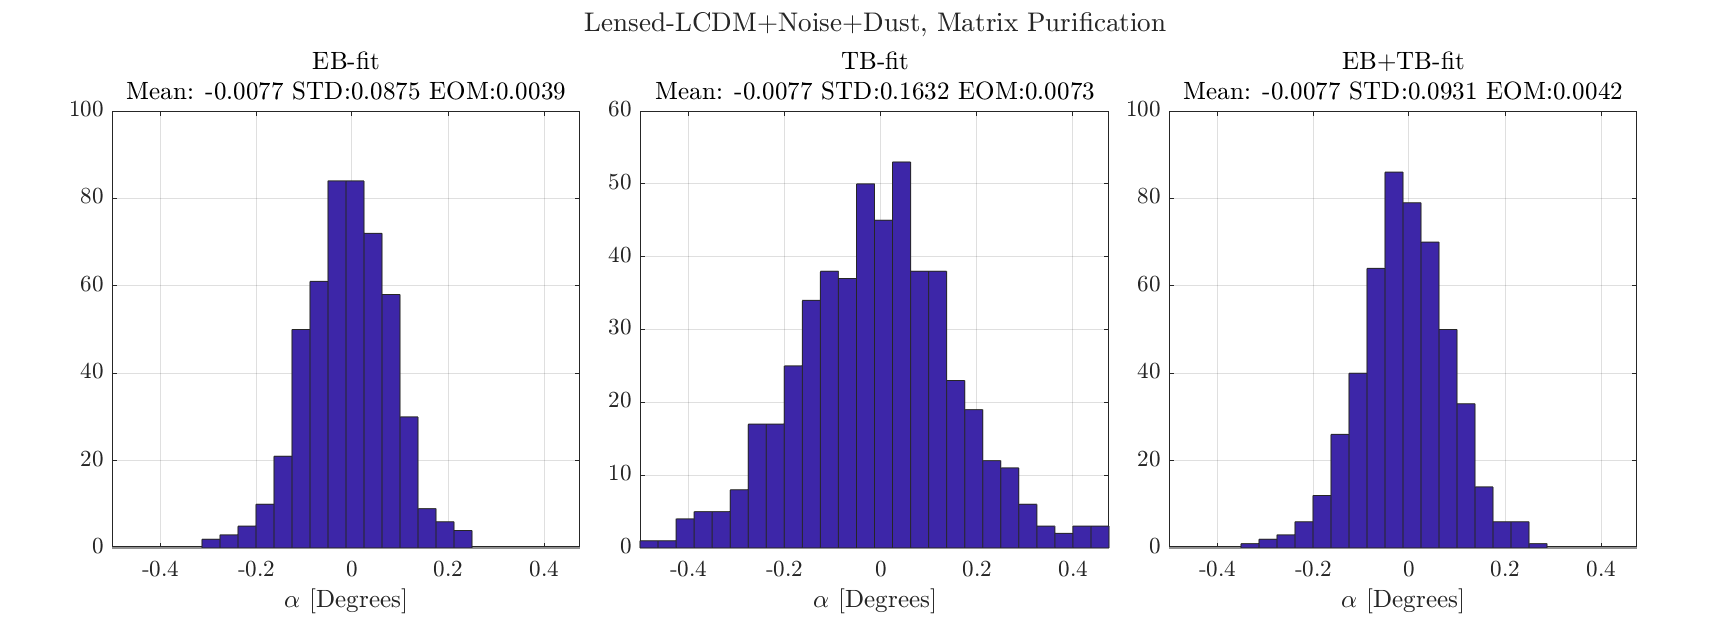 Lensed-LCDM+Noise+Dust, Matrix Purification
EB-fit
Mean: -0.0077 STD:0.0875 EOM:0.0039
100
80
60
40
20
0
-0.4 -0.2 0 0.2 0.4
α [Degrees]
TB-fit
Mean: -0.0077 STD:0.1632 EOM:0.0073
60
50
40
30
20
10
0
-0.4 -0.2 0 0.2 0.4
α [Degrees]
EB+TB-fit
Mean: -0.0077 STD:0.0931 EOM:0.0042
100
80
60
40
20
0
-0.4 -0.2 0 0.2 0.4
α [Degrees]